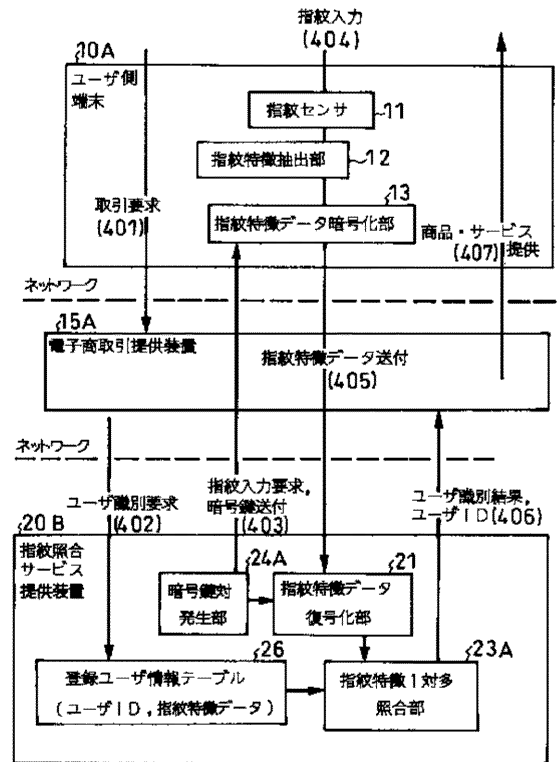 指紋入力
(404)
10A
ユーザ側
端末
指紋センサ
11
指紋特徴抽出部
12
13
取引要求
(401)
指紋特徴データ暗号化部
商品・サービス
(407)提供
ネットワーク
15A
電子商取引提供装置
指紋特徴データ送付
(405)
ネットワーク
ユーザ識別要求
(402)
指紋入力要求,
暗号鍵送付
(403)
ユーザ識別結果,
ユーザID(406)
20B
指紋照合
サービス
提供装置
24A
暗号鍵対
発生部
21
指紋特徴データ
復号化部
26
登録ユーザ情報テーブル
(ユーザID,指紋特徴データ)
23A
指紋特徴1対多
照合部